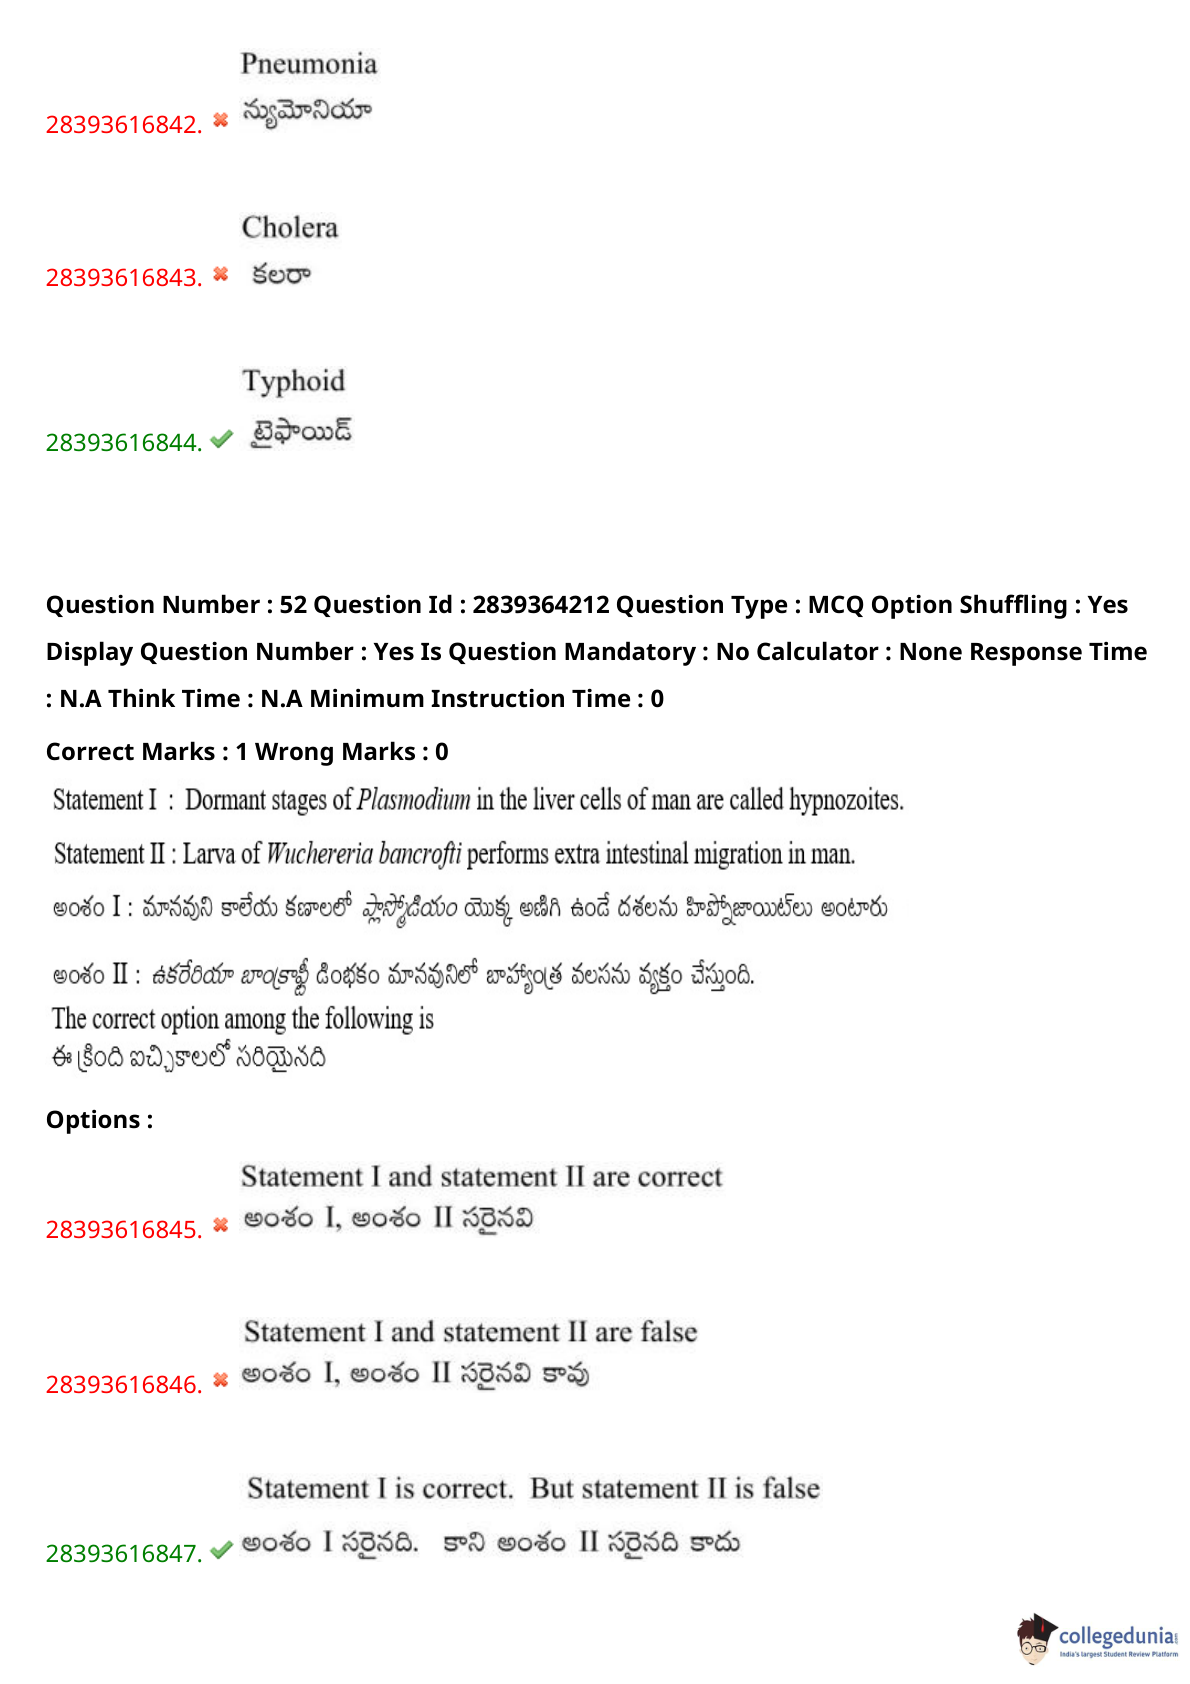 Pneumonia
28393616842. న్యుమోనియా
Cholera
28393616843. కలరా
Typhoid
28393616844. టైఫాయిడ్
Question Number : 52 Question Id : 2839364212 Question Type : MCQ Option Shuffling : Yes
Display Question Number : Yes Is Question Mandatory : No Calculator : None Response Time
: N.A Think Time : N.A Minimum Instruction Time : 0
Correct Marks : 1 Wrong Marks : 0
Statement I : Dormant stages of Plasmodium in the liver cells of man are called hypnozoites.
Statement II : Larva of Wuchereria bancrofti performs extra intestinal migration in man.
అంశం I : మానవుని కాలేయ కణాలలో ప్లాస్మోడియం యొక్క అణిగి ఉండే దశలను హిప్నోజాయిట్‌లు అంటారు
అంశం II : ఉకరేరియా బాంక్రాఫ్టీ డింభకం మానవునిలో బాహ్యాంత్ర వలసను వ్యక్తం చేస్తుంది.
The correct option among the following is
ఈ క్రింది ఐచ్చికాలలో సరియైనది
Options :
Statement I and statement II are correct
28393616845. అంశం I, అంశం II సరైనవి
Statement I and statement II are false
28393616846. అంశం I, అంశం II సరైనవి కావు
Statement I is correct. But statement II is false
28393616847. అంశం I సరైనది. కాని అంశం II సరైనది కాదు
collegedunia.com
India's largest Student Review Platform